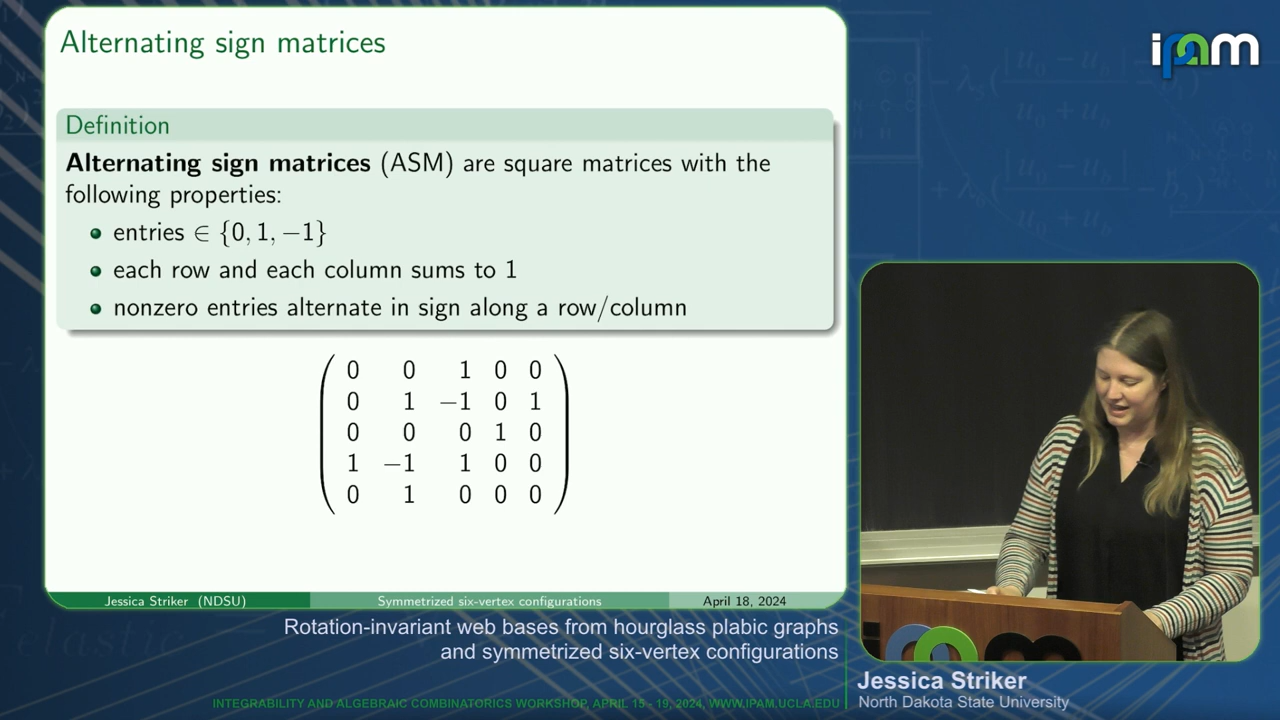 Alternating sign matrices
ipam
Definition
Alternating sign matrices (ASM) are square matrices with the
following properties:
entries ∈ {0, 1, −1}
each row and each column sums to 1
nonzero entries alternate in sign along a row/column
0 0 1 0 0
0 1 −1 0 1
0 0 0 1 0
1 −1 1 0 0
0 1 0 0 0
Jessica Striker (NDSU) Symmetrized six-vertex configurations April 18, 2024
Rotation-invariant web bases from hourglass plabic graphs
and symmetrized six-vertex configurations
Jessica Striker
North Dakota State University
INTEGRABILITY AND ALGEBRAIC COMBINATORICS WORKSHOP, APRIL 15 - 19, 2024, WWW.IPAM.UCLA.EDU